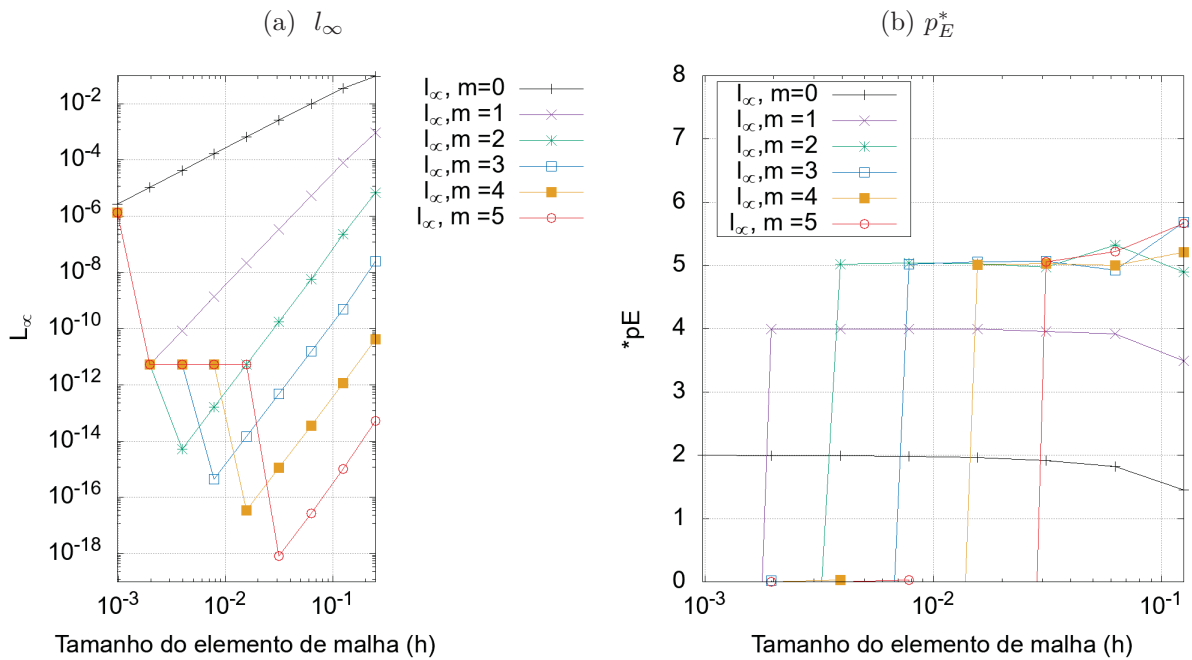 (a) l∞
(b) p*E
l∞, m=0
l∞,m =1
l∞,m =2
l∞,m =3
l∞,m =4
l∞, m =5
L∝
10-2
10-4
10-6
10-8
10-10
10-12
10-14
10-16
10-18
10-3
10-2
10-1
Tamanho do elemento de malha (h)
l∞, m=0
l∞,m =1
l∞,m =2
l∞,m =3
l∞,m =4
l∞, m =5
*pE
8
7
6
5
4
3
2
1
0
10-3
10-2
10-1
Tamanho do elemento de malha (h)